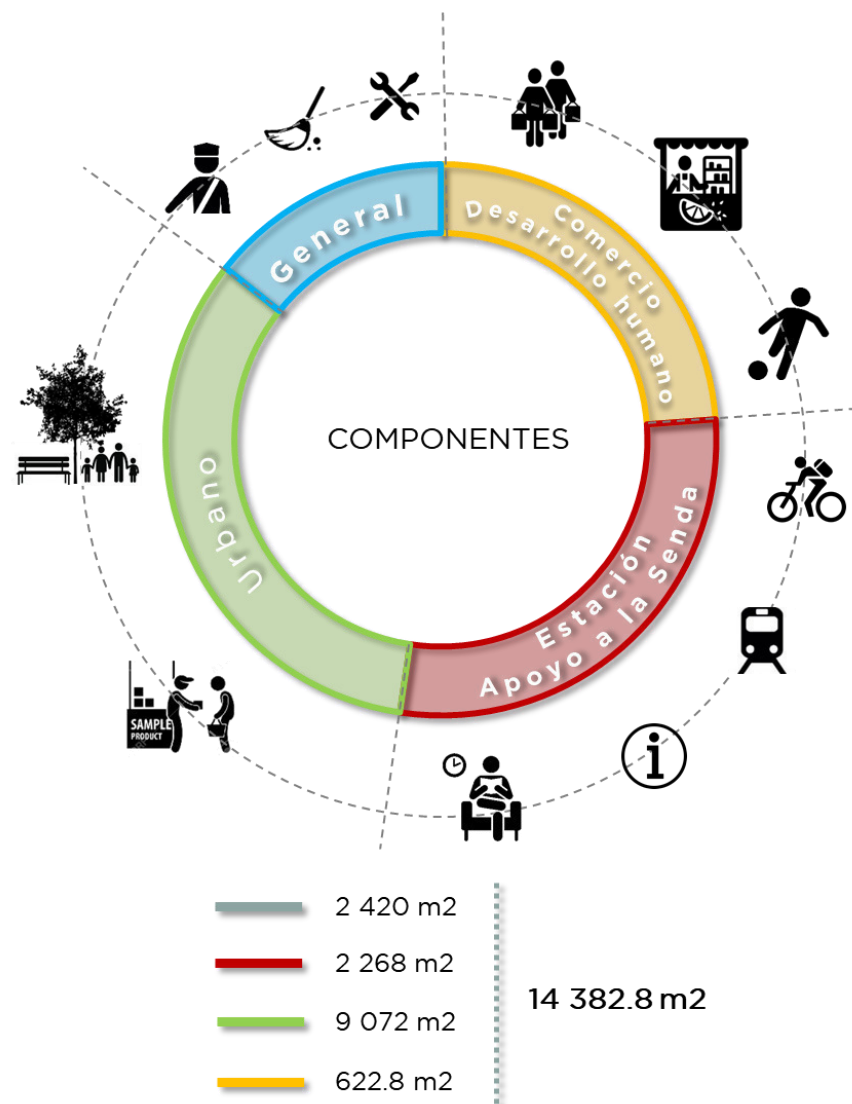 General
Comercio
Desarrollo humano
COMPONENTES
Urbano
Estación
Apoyo a la Senda
SAMPLE
PRODUCT
i
2 420 m2
2 268 m2
9 072 m2
622.8 m2
14 382.8 m2